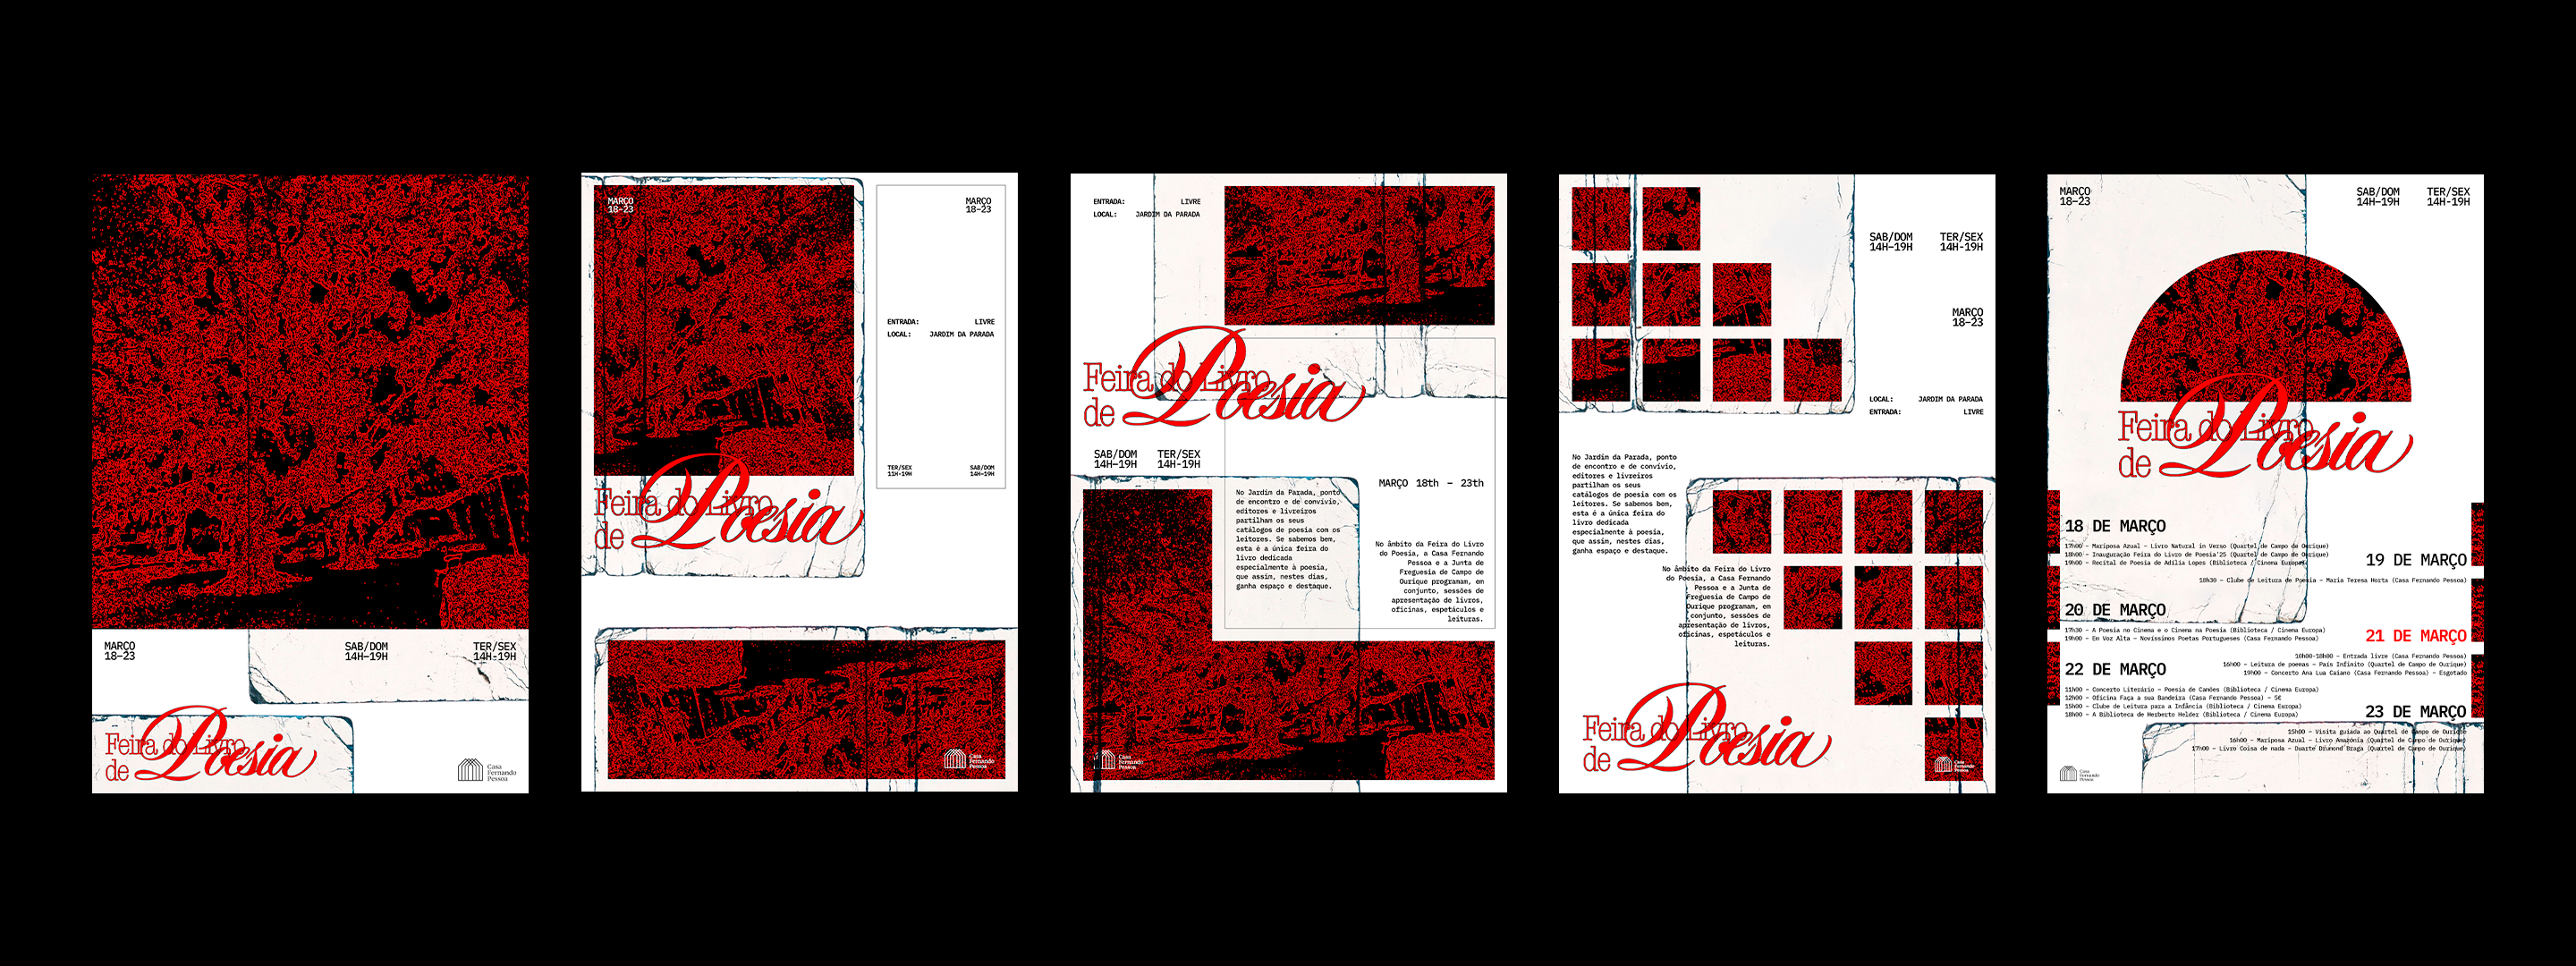 MARÇO
18–23
SAB/DOM
14H–19H
TER/SEX
14H-19H
Feira do Livro
de Poesia
Casa
Fernando
Pessoa
MARÇO
18–23
MARÇO
18–23
ENTRADA: LIVRE
LOCAL: JARDIM DA PARADA
TER/SEX
11H-19H
SAB/DOM
14H–19H
Feira do Livro
de Poesia
Casa
Fernando
Pessoa
ENTRADA: LIVRE
LOCAL: JARDIM DA PARADA
Feira do Livro
de Poesia
SAB/DOM
14H–19H
TER/SEX
14H-19H
MARÇO 18th – 23th
No Jardim da Parada, ponto
de encontro e de convívio,
editores e livreiros
partilham os seus
catálogos de poesia com os
leitores. Se sabemos bem,
esta é a única feira do
livro dedicada
especialmente à poesia,
que assim, nestes dias,
ganha espaço e destaque.
No âmbito da Feira do Livro
do Poesia, a Casa Fernando
Pessoa e a Junta de
Freguesia de Campo de
Ourique programam, em
conjunto, sessões de
apresentação de livros,
oficinas, espetáculos e
leituras.
Casa
Fernando
Pessoa
SAB/DOM
14H–19H
TER/SEX
14H-19H
MARÇO
18–23
LOCAL: JARDIM DA PARADA
ENTRADA: LIVRE
No Jardim da Parada, ponto
de encontro e de convívio,
editores e livreiros
partilham os seus
catálogos de poesia com os
leitores. Se sabemos bem,
esta é a única feira do
livro dedicada
especialmente à poesia,
que assim, nestes dias,
ganha espaço e destaque.
No âmbito da Feira do Livro
do Poesia, a Casa Fernando
Pessoa e a Junta de
Freguesia de Campo de
Ourique programam, em
conjunto, sessões de
apresentação de livros,
oficinas, espetáculos e
leituras.
Feira do Livro
de Poesia
Casa
Fernando
Pessoa
MARÇO
18–23
SAB/DOM
14H–19H
TER/SEX
14H-19H
Feira do Livro
de Poesia
18 DE MARÇO
17h00 – Mariposa Azual – Livro Natural in Verso (Quartel de Campo de Ourique)
18h00 – Inauguração Feira do Livro de Poesia'25 (Quartel de Campo de Ourique)
19h00 – Recital de Poesia de Adília Lopes (Biblioteca / Cinema Europa)
19 DE MARÇO
18h30 – Clube de Leitura de Poesia – Maria Teresa Horta (Casa Fernando Pessoa)
20 DE MARÇO
17h30 – A Poesia no Cinema e o Cinema na Poesia (Biblioteca / Cinema Europa)
19h00 – Em Voz Alta – Novíssimos Poetas Portugueses (Casa Fernando Pessoa)
21 DE MARÇO
10h00-18h00 – Entrada livre (Casa Fernando Pessoa)
16h00 – Leitura de poemas – País Infinito (Quartel de Campo de Ourique)
19h00 – Concerto Ana Lua Caiano (Casa Fernando Pessoa) – Esgotado
22 DE MARÇO
11h00 – Concerto Literário – Poesia de Canções (Biblioteca / Cinema Europa)
12h00 – Oficina Faça a sua Bandeira (Casa Fernando Pessoa) – 5€
15h00 – Clube de Leitura para a Infância (Biblioteca / Cinema Europa)
18h00 – A Biblioteca de Herberto Helder (Biblioteca / Cinema Europa)
23 DE MARÇO
15h00 – Visita guiada ao Quartel de Campo de Ourique
16h00 – Mariposa Azual – Livro Amazónia (Quartel de Campo de Ourique)
17h00 – Livro Coisa de nada – Duarte Drumond Braga (Quartel de Campo de Ourique)
Casa
Fernando
Pessoa